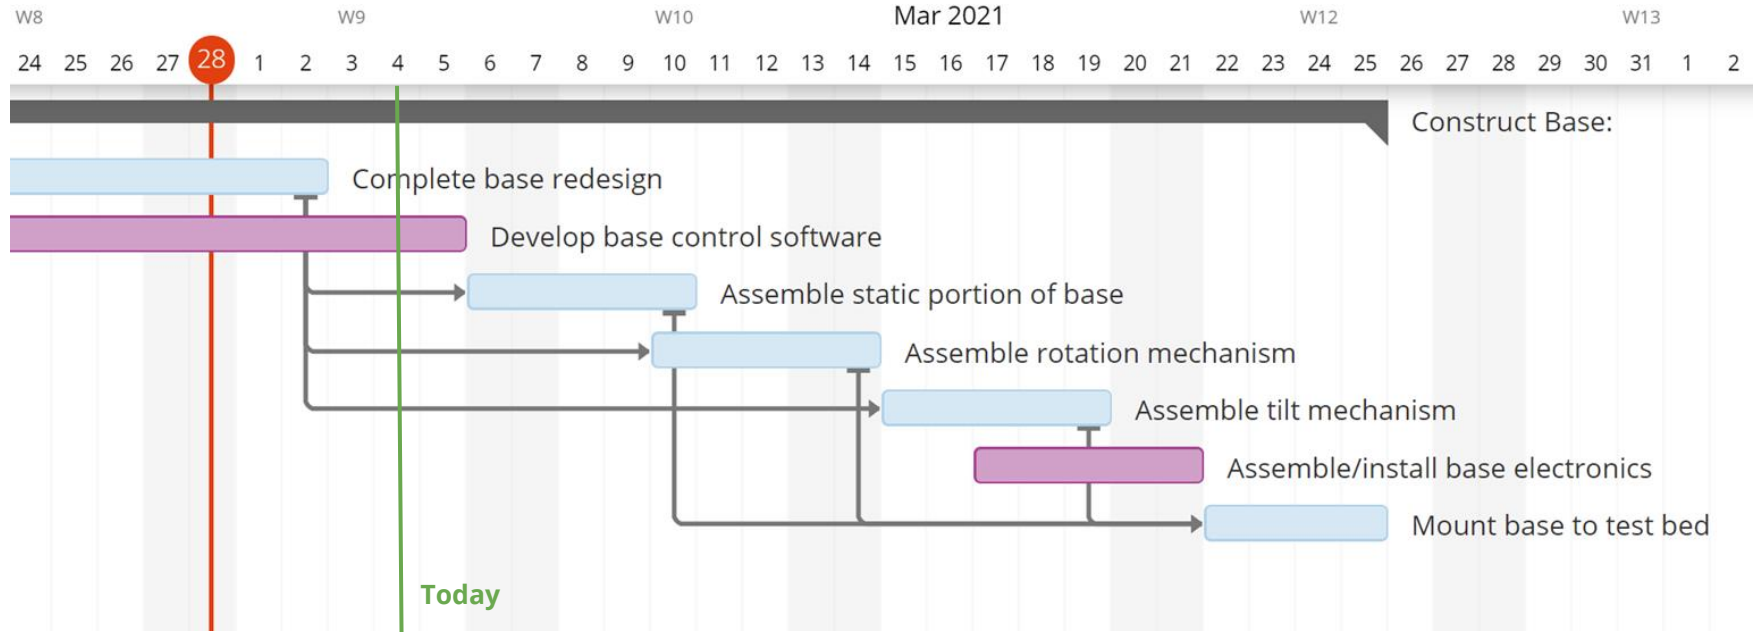 W8 W9 W10 Mar 2021 W12 W13
24 25 26 27 28 1 2 3 4 5 6 7 8 9 10 11 12 13 14 15 16 17 18 19 20 21 22 23 24 25 26 27 28 29 30 31 1 2
Construct Base:
Complete base redesign
Develop base control software
Assemble static portion of base
Assemble rotation mechanism
Assemble tilt mechanism
Assemble/install base electronics
Mount base to test bed
Today